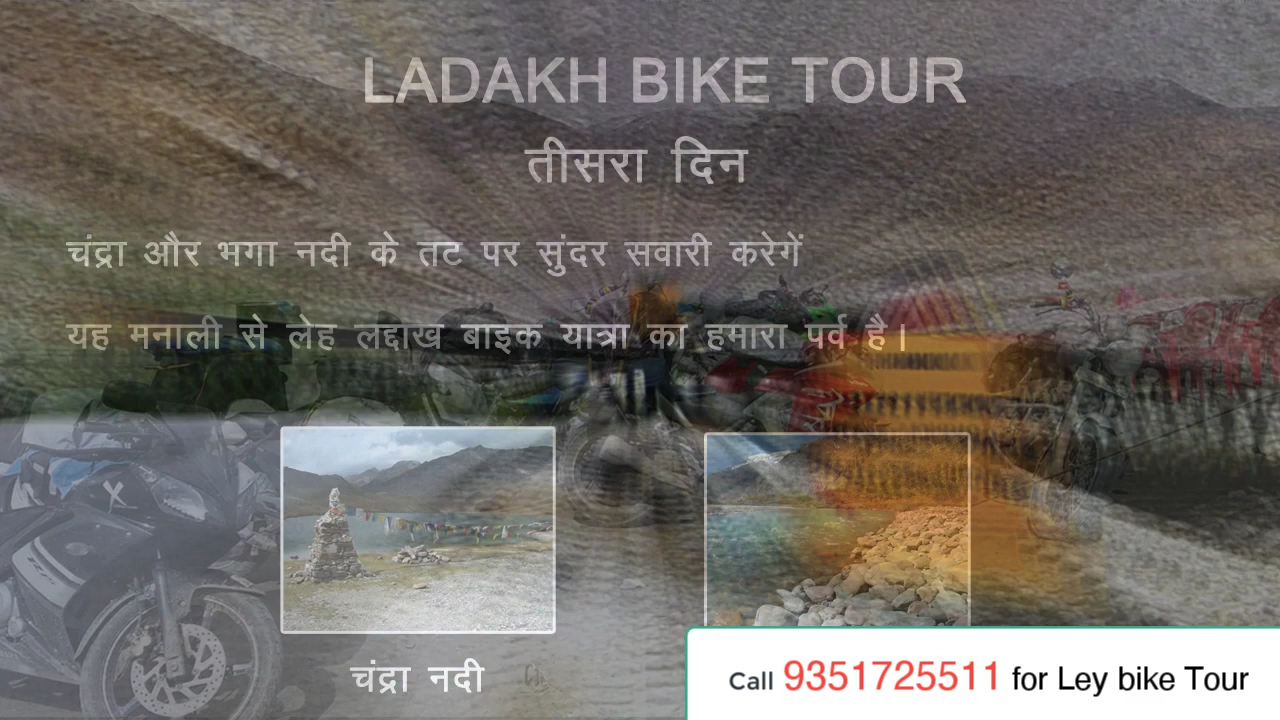 LADAKH BIKE TOUR
तीसरा दिन
चंद्रा और भगा नदी के तट पर सुंदर सवारी करेगें
यह मनाली से लेह लद्दाख बाइक यात्रा का हमारा पर्व है।
चंद्रा नदी
Call 9351725511 for Ley bike Tour